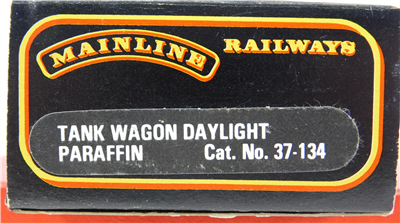 MAINLINE RAILWAYS
TANK WAGON DAYLIGHT
PARAFFIN Cat. No. 37-134